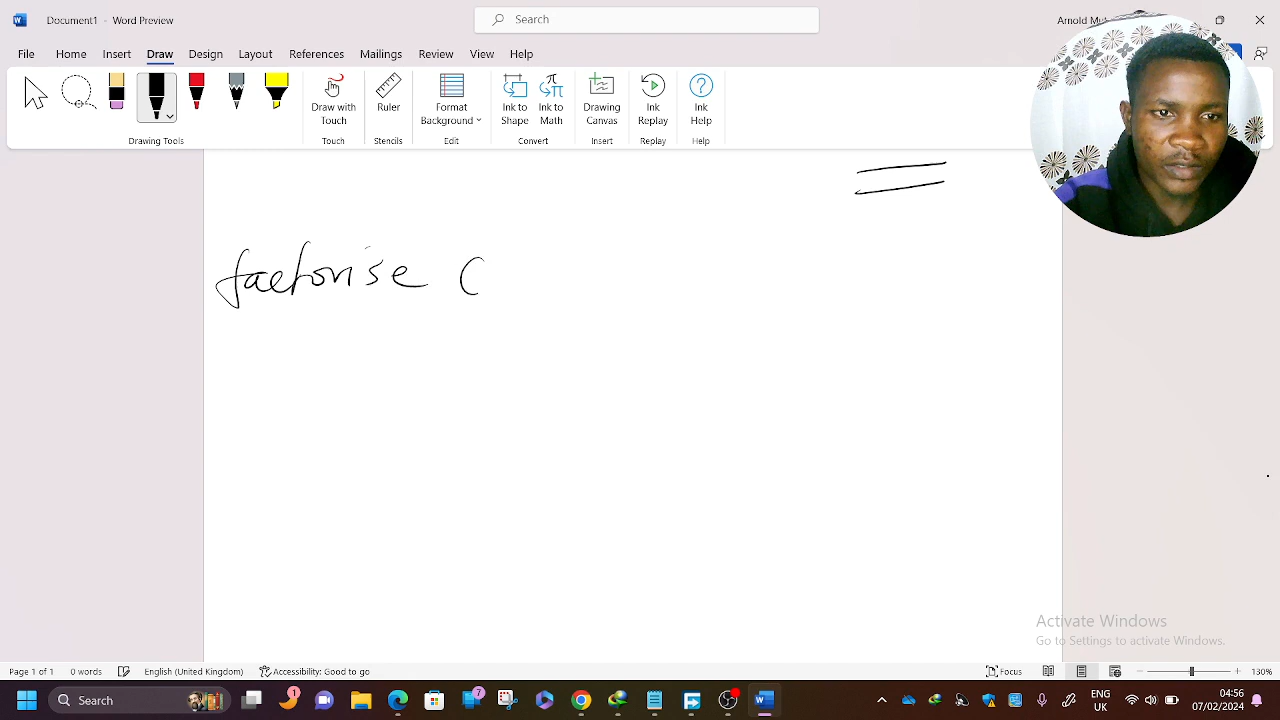 Document1 - Word Preview
Search
Arnold Mu
File Home Insert Draw Design Layout References Mailings Review View Help
Draw with Touch
Ruler
Format Background
Ink to Shape
Ink to Math
Drawing Canvas
Ink Replay
Ink Help
Drawing Tools Touch Stencils Edit Convert Insert Replay Help
=
factorise (
Activate Windows
Go to Settings to activate Windows.
Page 1 of 1 0 words English (United Kingdom) Accessibility: Good to go Focus 130%
Search 7 ENG 04:56
UK 07/02/2024